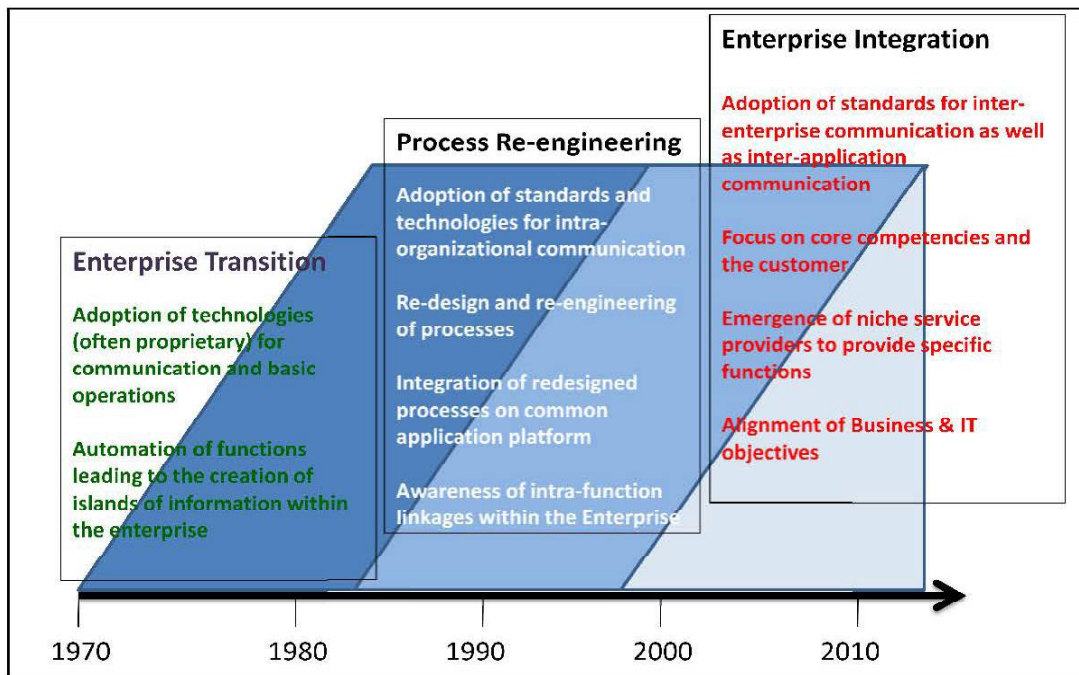 Enterprise Transition
Adoption of technologies
(often proprietary) for
communication and basic
operations
Automation of functions
leading to the creation of
islands of information within
the enterprise
Process Re-engineering
Adoption of standards and
technologies for intra-
organizational communication
Re-design and re-engineering
of processes
Integration of redesigned
processes on common
application platform
Awareness of intra-function
linkages within the Enterprise
Enterprise Integration
Adoption of standards for inter-
enterprise communication as well
as inter-application
communication
Focus on core competencies and
the customer
Emergence of niche service
providers to provide specific
functions
Alignment of Business & IT
objectives
1970
1980
1990
2000
2010